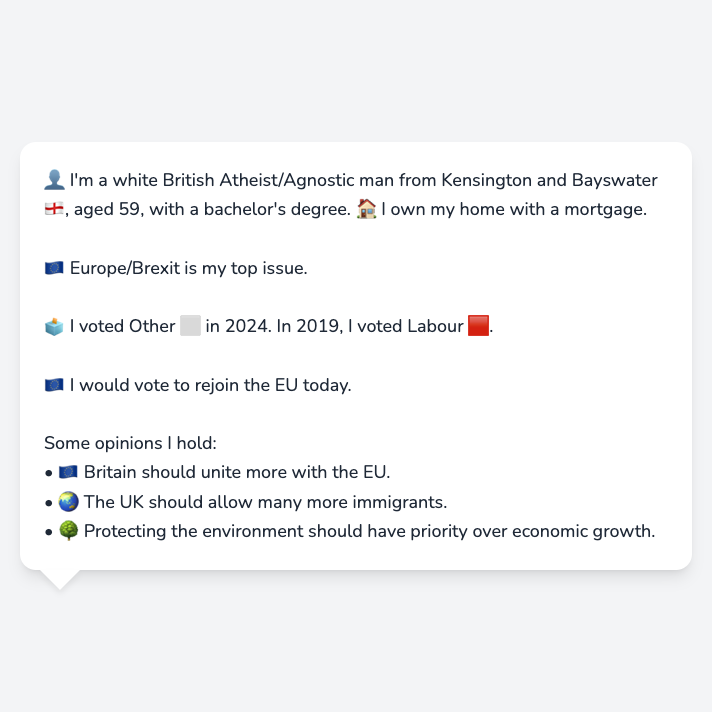 👤 I'm a white British Atheist/Agnostic man from Kensington and Bayswater
🏴󠁧󠁢󠁥󠁮󠁧󠁿, aged 59, with a bachelor's degree. 🏠 I own my home with a mortgage.
🇪🇺 Europe/Brexit is my top issue.
🗳️ I voted Other ⬜ in 2024. In 2019, I voted Labour 🟥.
🇪🇺 I would vote to rejoin the EU today.
Some opinions I hold:
• 🇪🇺 Britain should unite more with the EU.
• 🌏 The UK should allow many more immigrants.
• 🌳 Protecting the environment should have priority over economic growth.